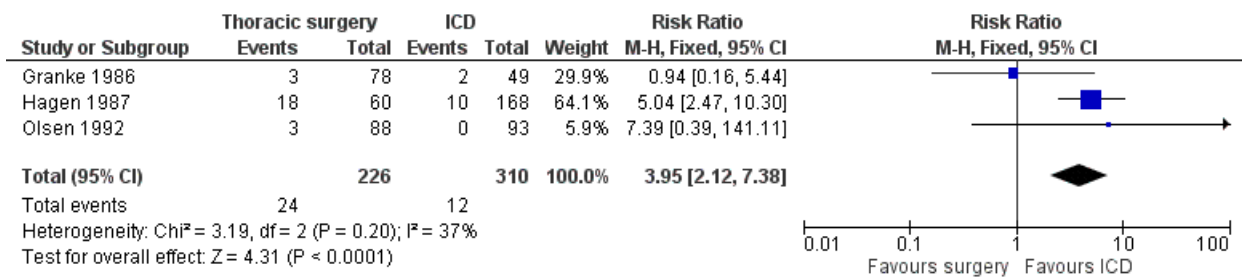 Thoracic surgery ICD Risk Ratio Risk Ratio
Study or Subgroup Events Total Events Total Weight M-H, Fixed, 95% CI M-H, Fixed, 95% CI
Granke 1986 3 78 2 49 29.9% 0.94 [0.16, 5.44]
Hagen 1987 18 60 10 168 64.1% 5.04 [2.47, 10.30]
Olsen 1992 3 88 0 93 5.9% 7.39 [0.39, 141.11]
Total (95% CI) 226 310 100.0% 3.95 [2.12, 7.38]
Total events 24 12
Heterogeneity: Chi² = 3.19, df = 2 (P = 0.20); I² = 37%
Test for overall effect: Z = 4.31 (P < 0.0001)
0.01 0.1 1 10 100
Favours surgery Favours ICD